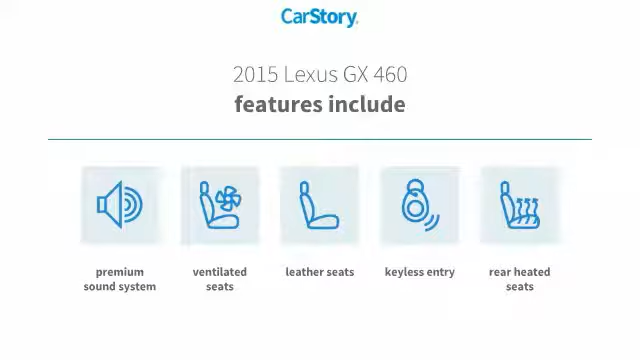 CarStory.
2015 Lexus GX 460
features include
premium
sound system
ventilated
seats
leather seats
keyless entry
rear heated
seats